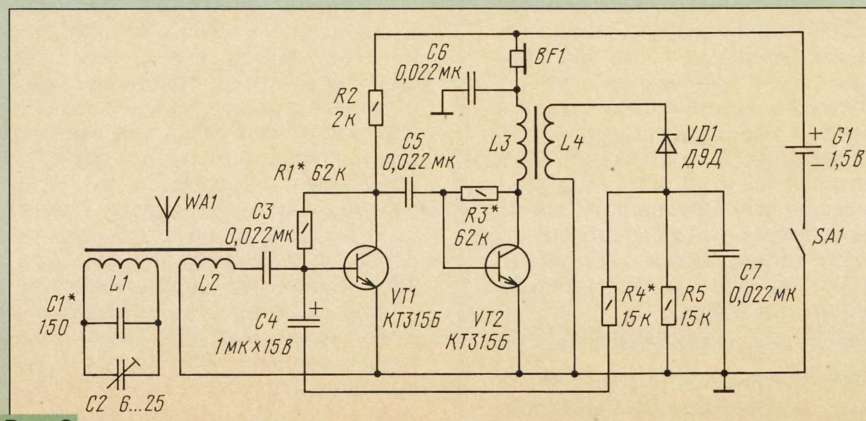 C6
0,022мк
BF1
R2
2к
C5
0,022мк
L3
L4
VD1
Д9Д
+ G1
− 1,5В
R1* 62к
WA1
C3
0,022мк
R3*
62к
SA1
L1
L2
C1*
150
C4
+
1мк×15В
VT1
КТ315Б
VT2
КТ315Б
R4*
15к
R5
15к
C7
0,022мк
C2 6...25